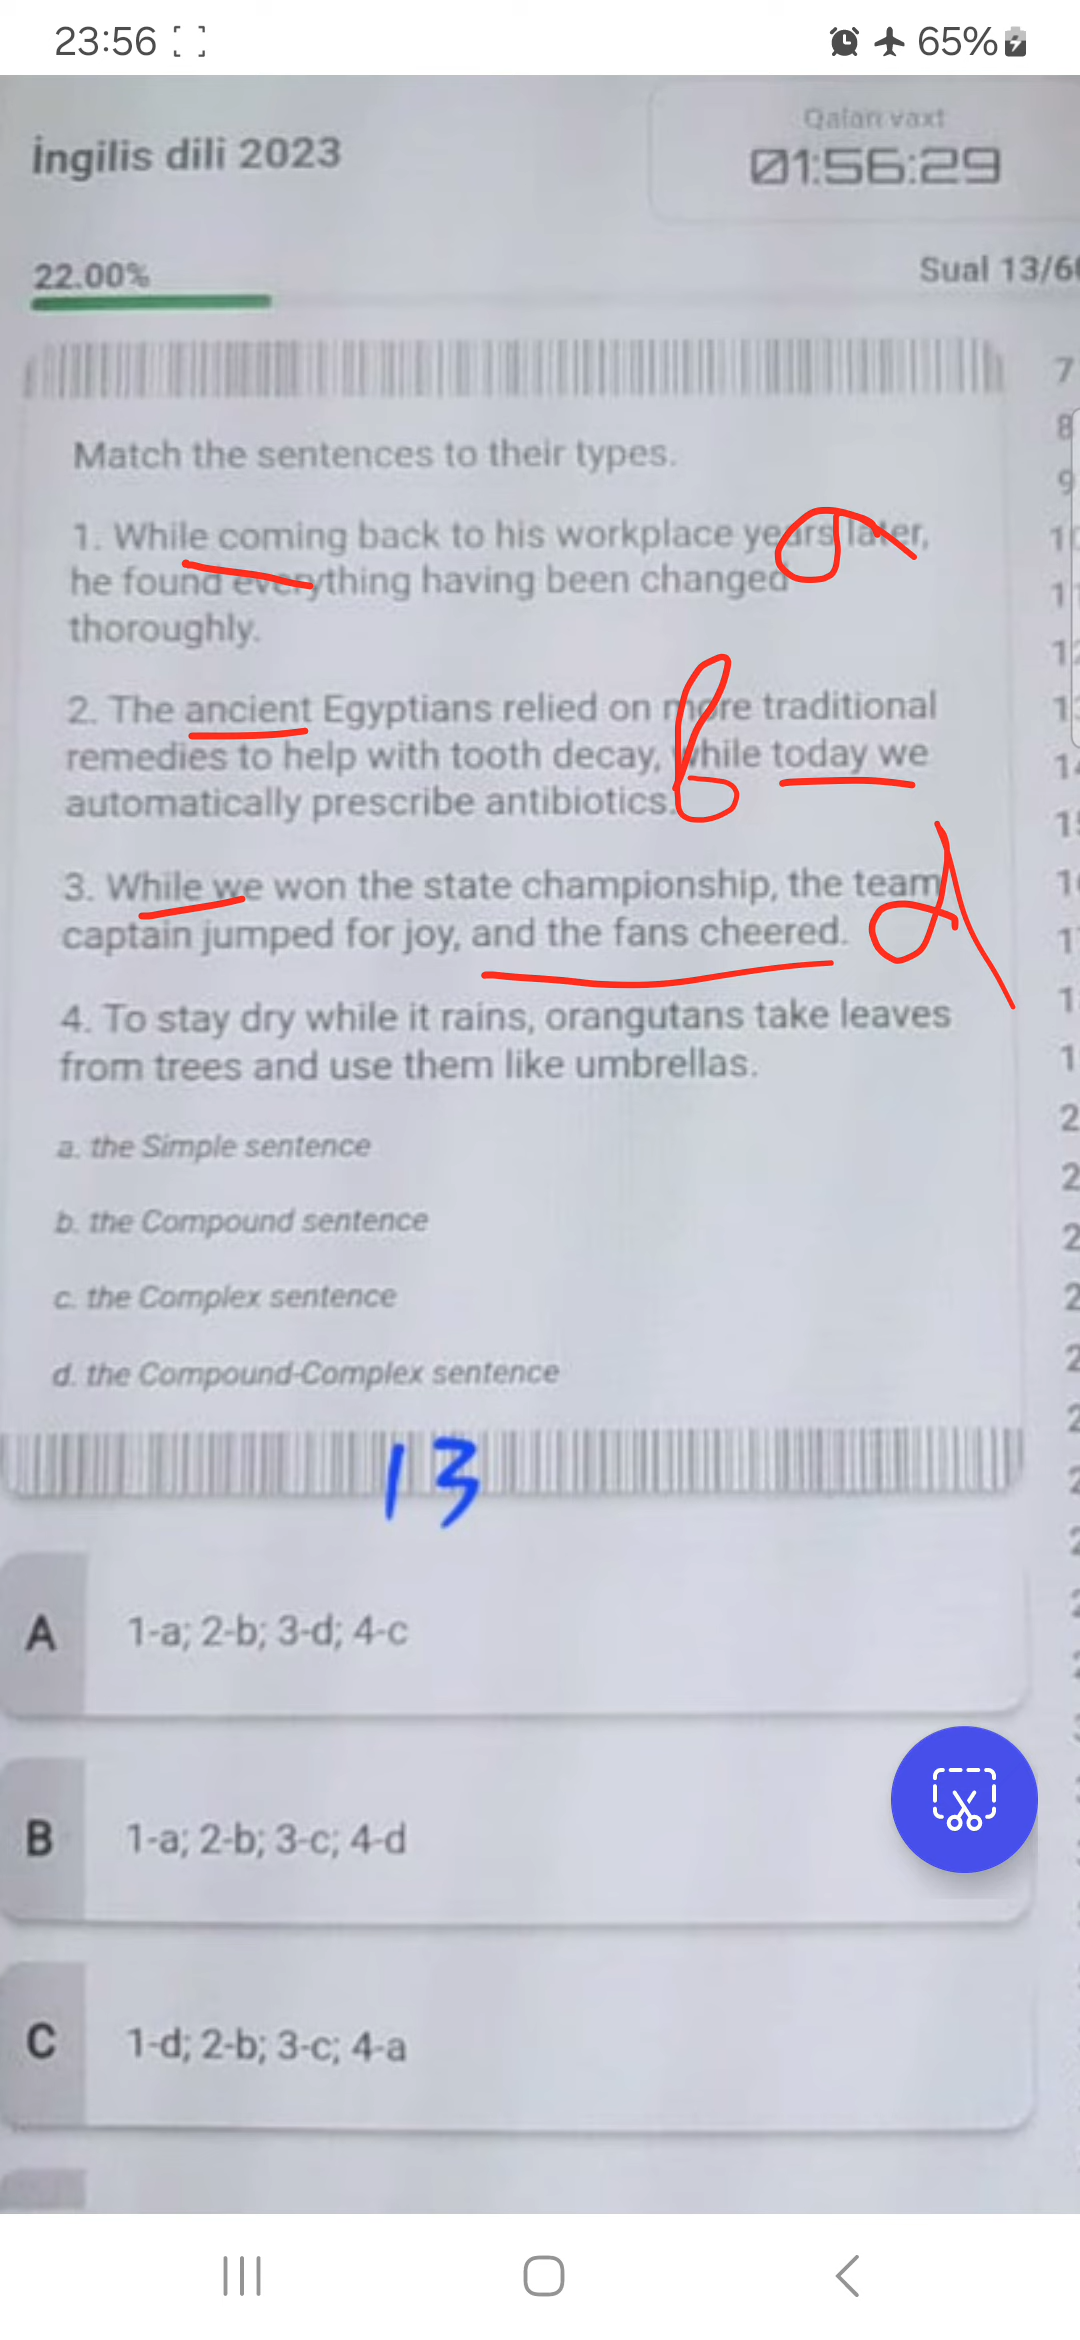 23:56
65%
İngilis dili 2023
Qalan vaxt
01:56:29
22.00%
Sual 13/6
Match the sentences to their types.
1. While coming back to his workplace years later,
he found everything having been changed
thoroughly.
a
2. The ancient Egyptians relied on more traditional
remedies to help with tooth decay, while today we
automatically prescribe antibiotics.
b
3. While we won the state championship, the team
captain jumped for joy, and the fans cheered.
d
4. To stay dry while it rains, orangutans take leaves
from trees and use them like umbrellas.
a. the Simple sentence
b. the Compound sentence
c. the Complex sentence
d. the Compound-Complex sentence
13
A 1-a; 2-b; 3-d; 4-c
B 1-a; 2-b; 3-c; 4-d
C 1-d; 2-b; 3-c; 4-a
7
8
9